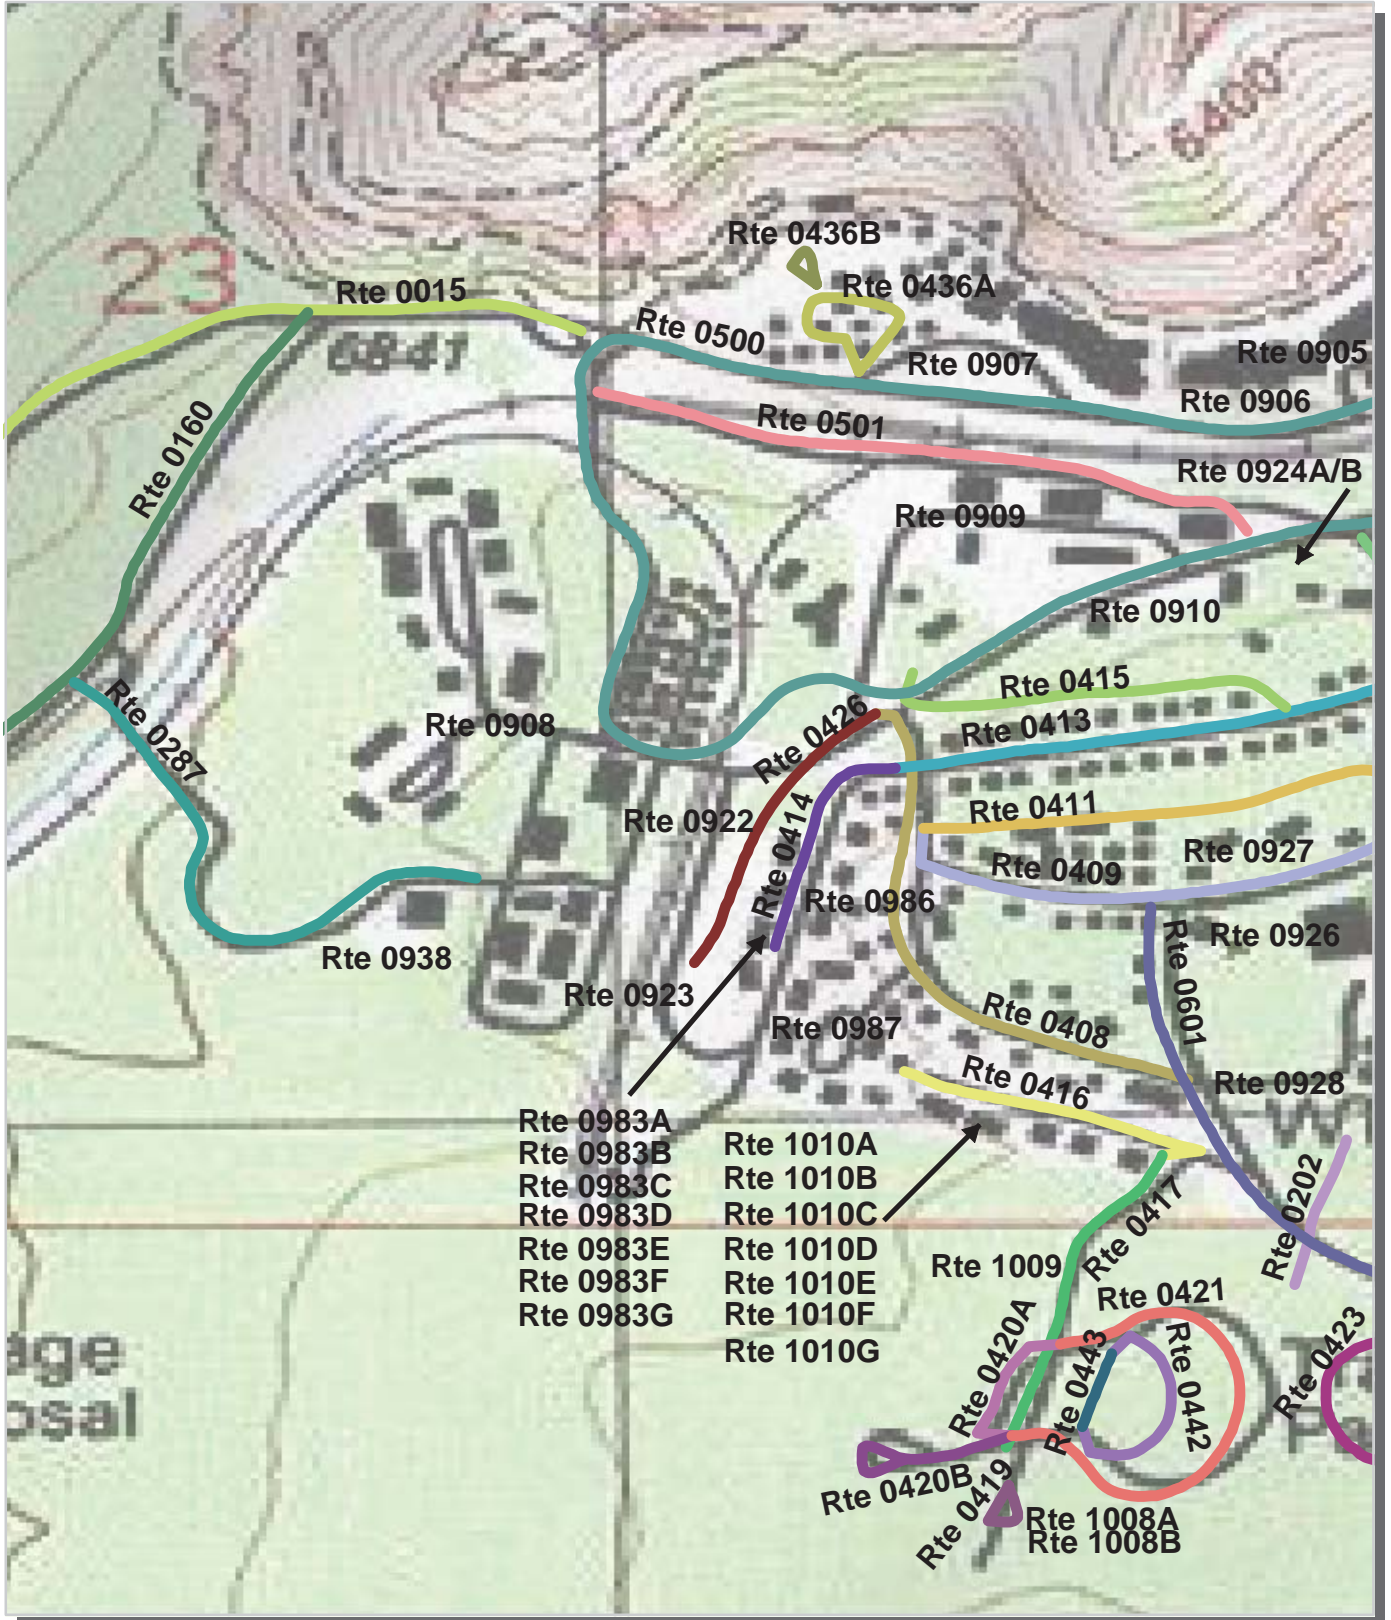 6400
Rte 0436B
23
Rte 0015
Rte 0436A
Rte 0500
6841
Rte 0907
Rte 0905
Rte 0906
Rte 0160
Rte 0501
Rte 0924A/B
Rte 0909
Rte 0910
Rte 0415
Rte 0287
Rte 0908
Rte 0426
Rte 0413
Rte 0922
Rte 0414
Rte 0411
Rte 0409
Rte 0927
Rte 0986
Rte 0926
Rte 0938
Rte 0923
Rte 0987
Rte 0408
Rte 0601
Rte 0416
Rte 0928
Rte 0983A
Rte 0983B
Rte 0983C
Rte 0983D
Rte 0983E
Rte 0983F
Rte 0983G
Rte 1010A
Rte 1010B
Rte 1010C
Rte 1010D
Rte 1010E
Rte 1010F
Rte 1010G
Rte 0417
Rte 0202
Rte 1009
Rte 0421
Rte 0420A
Rte 0443
Rte 0442
Rte 0423
age
osal
Rte 0420B
Rte 0419
Rte 1008A
Rte 1008B